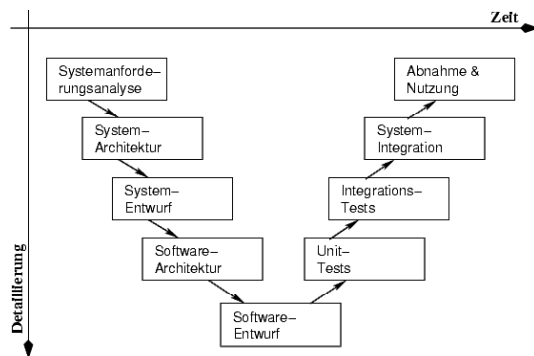 Zeit
Systemanforde-
rungsanalyse
Abnahme &
Nutzung
System-
Architektur
System-
Integration
System-
Entwurf
Integrations-
Tests
Software-
Architektur
Unit-
Tests
Software-
Entwurf
Detaillierung